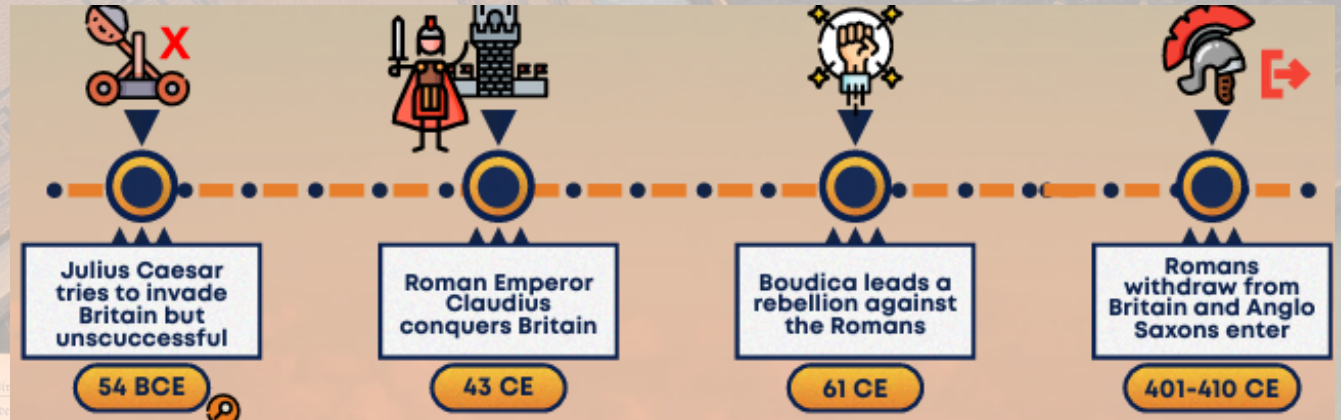 X
Julius Caesar
tries to invade
Britain but
unscuccessful
54 BCE
Roman Emperor
Claudius
conquers Britain
43 CE
Boudica leads a
rebellion against
the Romans
61 CE
Romans
withdraw from
Britain and Anglo
Saxons enter
401-410 CE